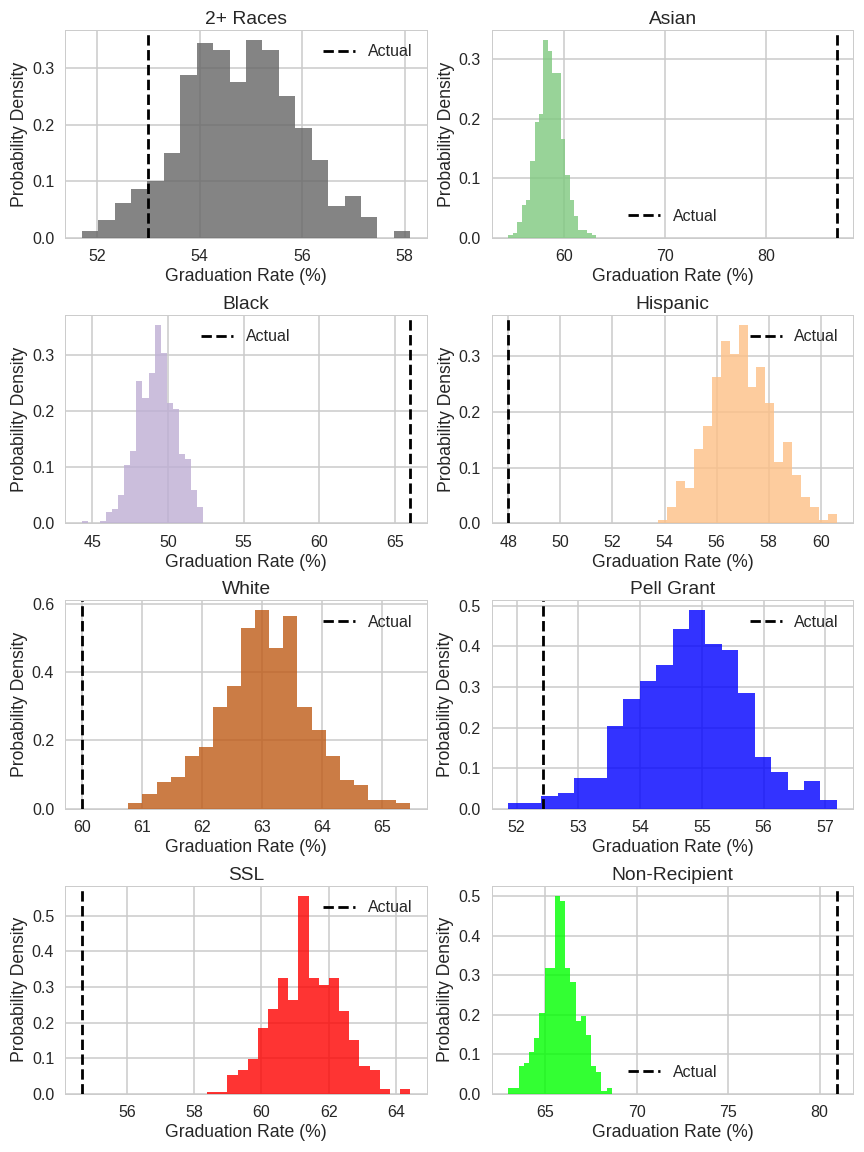 2+ Races
Probability Density
0.3
0.2
0.1
0.0
Actual
52 54 56 58
Graduation Rate (%)
Asian
Probability Density
0.3
0.2
0.1
0.0
Actual
60 70 80
Graduation Rate (%)
Black
Probability Density
0.3
0.2
0.1
0.0
Actual
45 50 55 60 65
Graduation Rate (%)
Hispanic
Probability Density
0.3
0.2
0.1
0.0
Actual
48 50 52 54 56 58 60
Graduation Rate (%)
White
Probability Density
0.6
0.4
0.2
0.0
Actual
60 61 62 63 64 65
Graduation Rate (%)
Pell Grant
Probability Density
0.5
0.4
0.3
0.2
0.1
0.0
Actual
52 53 54 55 56 57
Graduation Rate (%)
SSL
Probability Density
0.5
0.4
0.3
0.2
0.1
0.0
Actual
56 58 60 62 64
Graduation Rate (%)
Non-Recipient
Probability Density
0.5
0.4
0.3
0.2
0.1
0.0
Actual
65 70 75 80
Graduation Rate (%)